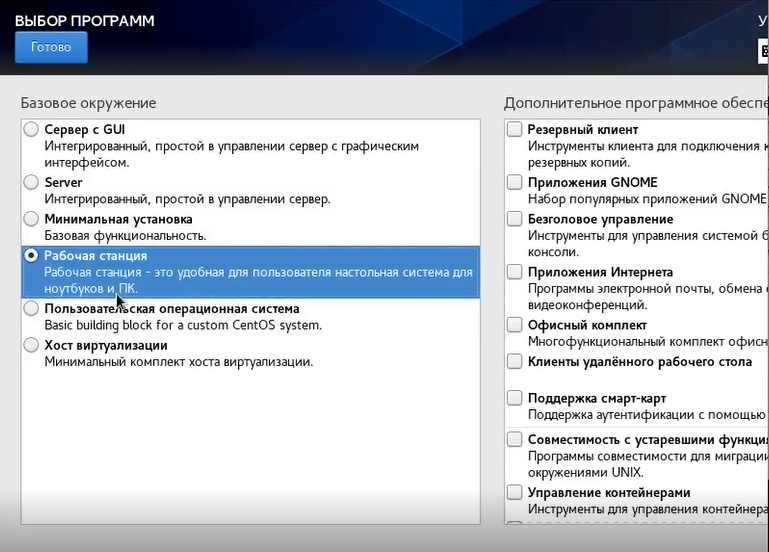 ВЫБОР ПРОГРАММ
Готово
Базовое окружение
Сервер с GUI
Интегрированный, простой в управлении сервер с графическим
интерфейсом.
Server
Интегрированный, простой в управлении сервер.
Минимальная установка
Базовая функциональность.
Рабочая станция
Рабочая станция - это удобная для пользователя настольная система для
ноутбуков и ПК.
Пользовательская операционная система
Basic building block for a custom CentOS system.
Хост виртуализации
Минимальный комплект хоста виртуализации.
Дополнительное программное обеспе
Резервный клиент
Инструменты клиента для подключения к
резервных копий.
Приложения GNOME
Набор популярных приложений GNOME
Безголовое управление
Инструменты для управления системой б
консоли.
Приложения Интернета
Программы электронной почты, обмена
видеоконференций.
Офисный комплект
Многофункциональный комплект офисн
Клиенты удалённого рабочего стола
Поддержка смарт-карт
Поддержка аутентификации с помощью
Совместимость с устаревшими функци
Программы совместимости для миграции
окружениями UNIX.
Управление контейнерами
Инструменты для управления контейнера